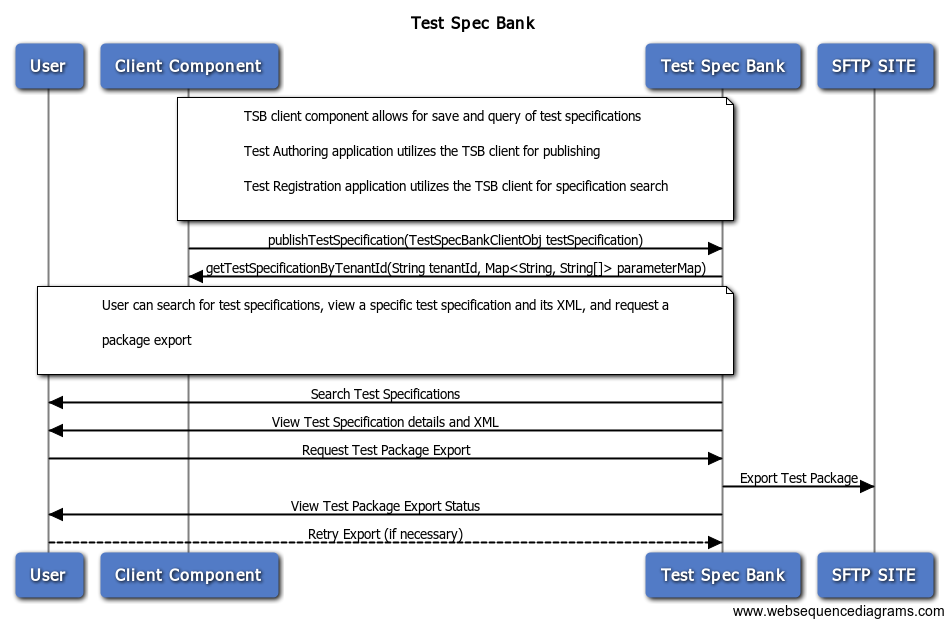 Test Spec Bank
User
Client Component
Test Spec Bank
SFTP SITE
TSB client component allows for save and query of test specifications
Test Authoring application utilizes the TSB client for publishing
Test Registration application utilizes the TSB client for specification search
publishTestSpecification(TestSpecBankClientObj testSpecification)
getTestSpecificationByTenantId(String tenantId, Map<String, String[]> parameterMap)
User can search for test specifications, view a specific test specification and its XML, and request a
package export
Search Test Specifications
View Test Specification details and XML
Request Test Package Export
Export Test Package
View Test Package Export Status
Retry Export (if necessary)
User
Client Component
Test Spec Bank
SFTP SITE
www.websequencediagrams.com